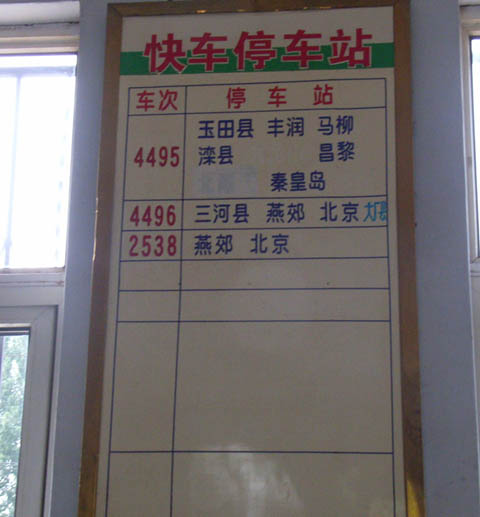 快车停车站
车次 停车站
4495 玉田县 丰润 马柳
滦县 昌黎
秦皇岛
4496 三河县 燕郊 北京
2538 燕郊 北京